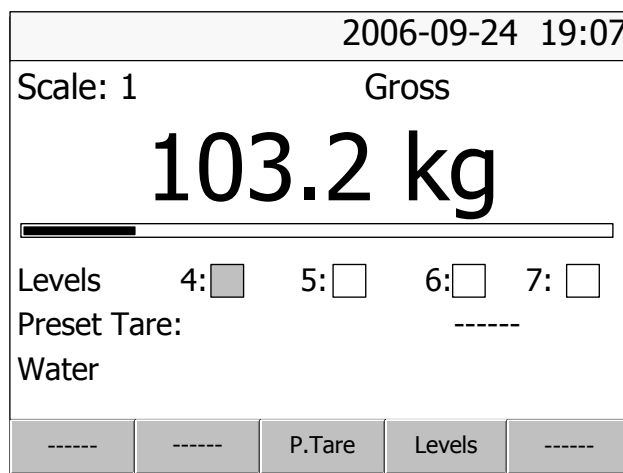 2006-09-24 19:07
Scale: 1 Gross
103.2 kg
Levels 4: 5: 6: 7:
Preset Tare: ------
Water
------ ------ P.Tare Levels ------